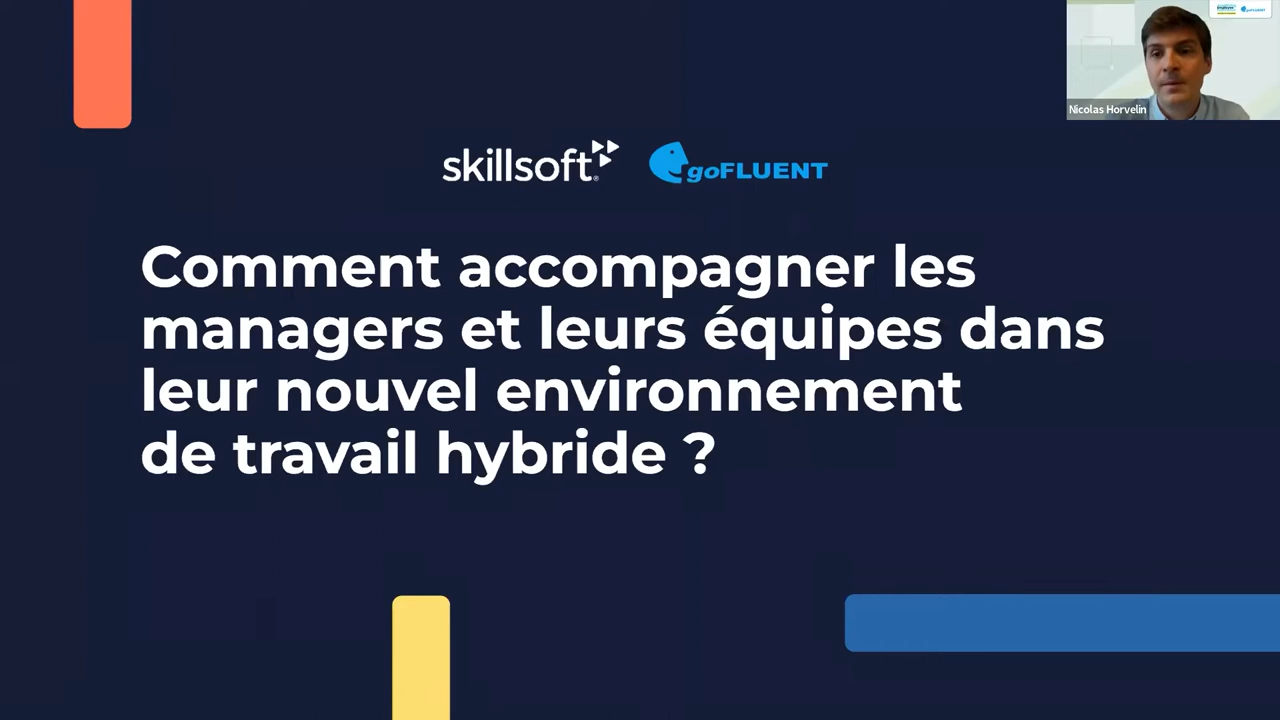 Nicolas Horvelin
skillsoft
goFLUENT
Comment accompagner les
managers et leurs équipes dans
leur nouvel environnement
de travail hybride ?